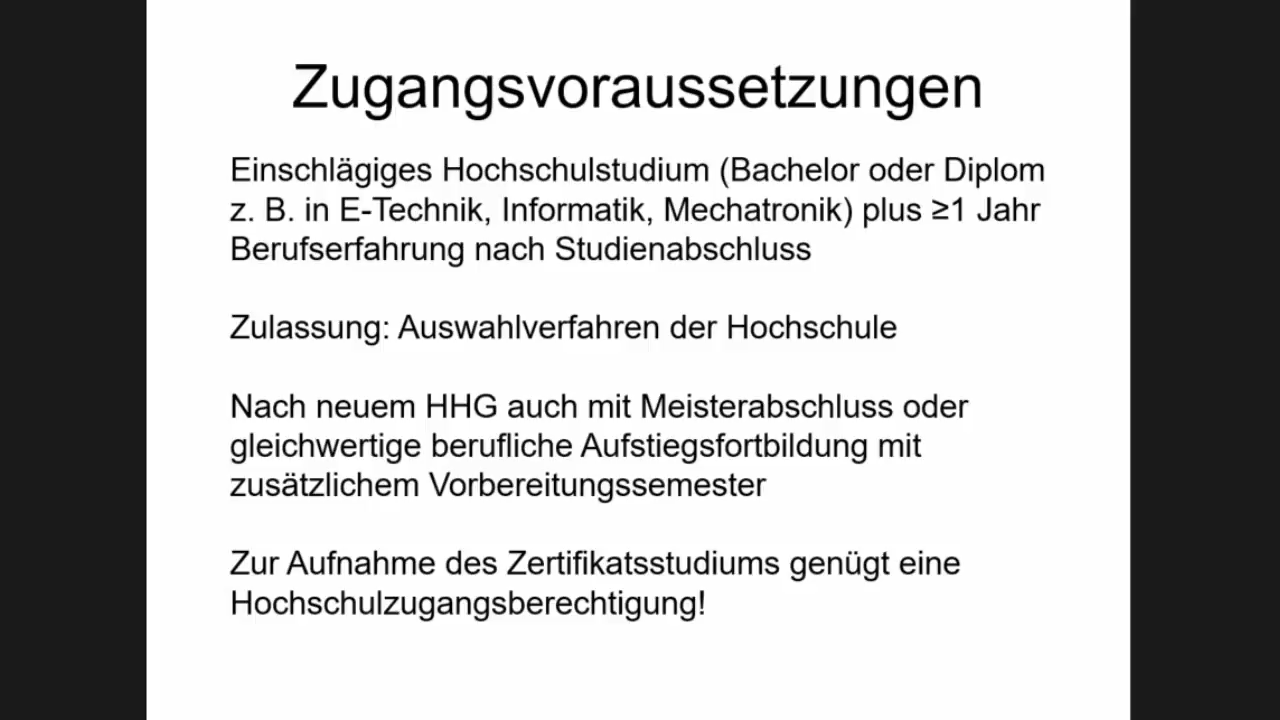 Zugangsvoraussetzungen
Einschlägiges Hochschulstudium (Bachelor oder Diplom
z. B. in E-Technik, Informatik, Mechatronik) plus ≥1 Jahr
Berufserfahrung nach Studienabschluss
Zulassung: Auswahlverfahren der Hochschule
Nach neuem HHG auch mit Meisterabschluss oder
gleichwertige berufliche Aufstiegsfortbildung mit
zusätzlichem Vorbereitungssemester
Zur Aufnahme des Zertifikatsstudiums genügt eine
Hochschulzugangsberechtigung!